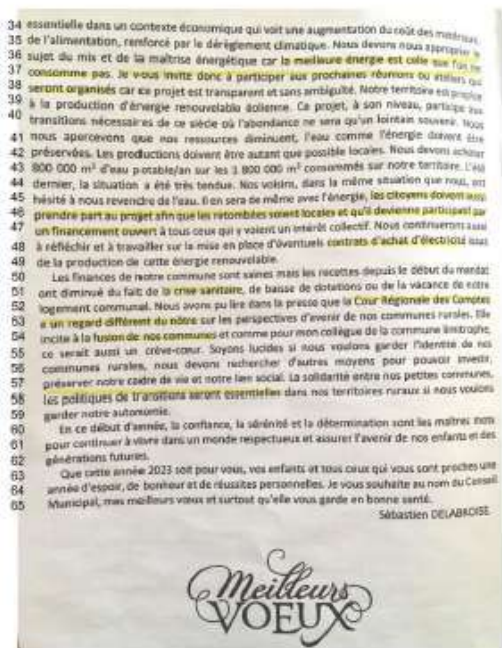 34 essentielle dans un contexte économique qui voit une augmentation du coût des matériaux,
35 de l'alimentation, renforcé par le dérèglement climatique. Nous devons nous approprier le
36 sujet du mix et de la maîtrise énergétique car la meilleure énergie est celle que l'on ne
37 consomme pas. Je vous invite donc à participer aux prochaines réunions ou ateliers qui
38 seront organisés car ce projet est transparent et sans ambiguïté. Notre territoire est propice
39 à la production d'énergie renouvelable éolienne. Ce projet, à son niveau, participe aux
40 transitions nécessaires de ce siècle où l'abondance ne sera qu'un lointain souvenir. Nous
41 nous apercevons que nos ressources diminuent, l'eau comme l'énergie doivent être
42 préservées. Les productions doivent être autant que possible locales. Nous devons acheter
43 800 000 m³ d'eau potable/an sur les 1 800 000 m³ consommés sur notre territoire. L'été
44 dernier, la situation a été très tendue. Nos voisins, dans la même situation que nous, ont
45 hésité à nous revendre de l'eau. Il en sera de même avec l'énergie, les citoyens doivent
46 prendre part au projet afin que les retombées soient locales et qu'il devienne participatif par
47 un financement ouvert à tous ceux qui y voient un intérêt collectif. Nous continuerons aussi
48 à réfléchir et à travailler sur la mise en place d'éventuels contrats d'achat d'électricité issus
49 de la production de cette énergie renouvelable.
50 Les finances de notre commune sont saines mais les recettes depuis le début du mandat
51 ont diminué du fait de la crise sanitaire, de baisse de dotations ou de la vacance de notre
52 logement communal. Nous avons pu lire dans la presse que la Cour Régionale des Comptes
53 a un regard différent du nôtre sur les perspectives d'avenir de nos communes rurales. Elle
54 incite à la fusion de nos communes et comme pour mon collègue de la commune limitrophe,
55 ce serait aussi un crève-cœur. Soyons lucides si nous voulons garder l'identité de nos
56 communes rurales, nous devons rechercher d'autres moyens pour pouvoir investir,
57 préserver notre cadre de vie et notre lien social. La solidarité entre nos petites communes,
58 les politiques de transitions seront essentielles dans nos territoires ruraux si nous voulons
59 garder notre autonomie.
60 En ce début d'année, la confiance, la sérénité et la détermination sont les maîtres mots
61 pour continuer à vivre dans un monde respectueux et assurer l'avenir de nos enfants et des
62 générations futures.
63 Que cette année 2023 soit pour vous, vos enfants et tous ceux qui vous sont proches une
64 année d'espoir, de bonheur et de réussites personnelles. Je vous souhaite au nom du Conseil
65 Municipal, mes meilleurs vœux et surtout qu'elle vous garde en bonne santé.
Sébastien DELABROISE.
Meilleurs
VOEUX